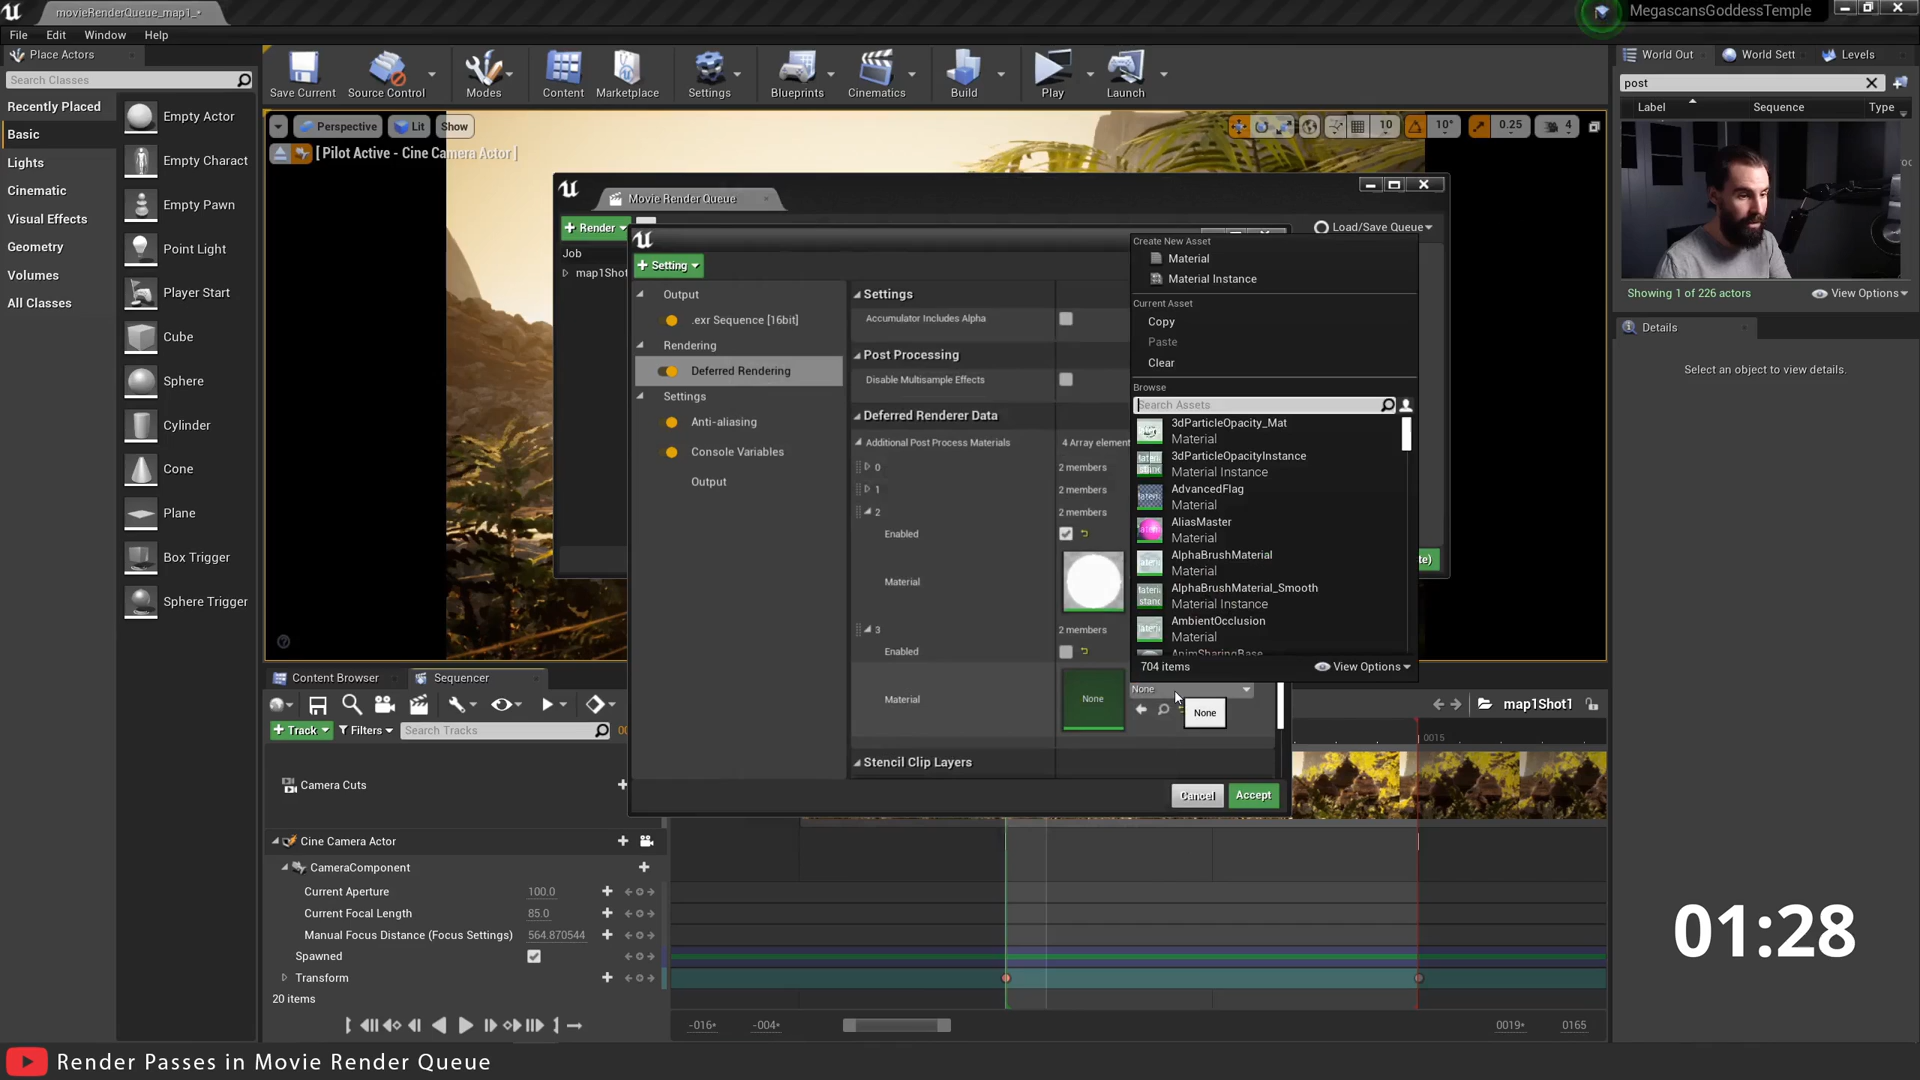 movieRenderQueue_map1_•
MegascansGoddessTemple
File Edit Window Help
Place Actors
Search Classes
Recently Placed
Basic
Lights
Cinematic
Visual Effects
Geometry
Volumes
All Classes
Empty Actor
Empty Charact
Empty Pawn
Point Light
Player Start
Cube
Sphere
Cylinder
Cone
Plane
Box Trigger
Sphere Trigger
Save Current
Source Control
Modes
Content
Marketplace
Settings
Blueprints
Cinematics
Build
Play
Launch
Perspective
Lit
Show
10
10°
0.25
4
[ Pilot Active - Cine Camera Actor ]
Movie Render Queue
+ Render
Load/Save Queue
Job
map1Shot
te)
+ Setting
Output
.exr Sequence [16bit]
Rendering
Deferred Rendering
Settings
Anti-aliasing
Console Variables
Output
Settings
Accumulator Includes Alpha
Post Processing
Disable Multisample Effects
Deferred Renderer Data
Additional Post Process Materials
4 Array element
0 2 members
1 2 members
2 2 members
Enabled
Material
3 2 members
Enabled
Material
None
None
None
Stencil Clip Layers
Cancel
Accept
Create New Asset
Material
Material Instance
Current Asset
Copy
Paste
Clear
Browse
Search Assets
3dParticleOpacity_Mat
Material
3dParticleOpacityInstance
Material Instance
AdvancedFlag
Material
AliasMaster
Material
AlphaBrushMaterial
Material
AlphaBrushMaterial_Smooth
Material Instance
AmbientOcclusion
Material
AnimSharingBase
704 items
View Options
World Out
World Sett
Levels
post
Label
Sequence
Type
Showing 1 of 226 actors
View Options
Details
Select an object to view details.
Content Browser
Sequencer
map1Shot1
+ Track
Filters
Search Tracks
0015
Camera Cuts
Cine Camera Actor
CameraComponent
Current Aperture 100.0
Current Focal Length 85.0
Manual Focus Distance (Focus Settings) 564.870544
Spawned
Transform
20 items
-016*
-004*
0019*
0165
01:28
Render Passes in Movie Render Queue